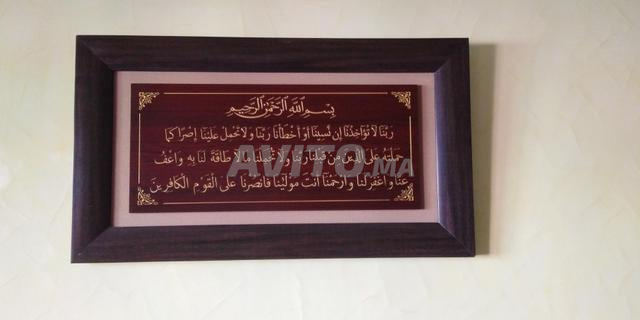 بسم الله الرحمن الرحيم
ربنا لا تؤاخذنا إن نسينا أو أخطأنا ربنا ولا تحمل علينا إصرا كما
حملته على الذين من قبلنا ربنا ولا تحملنا ما لا طاقة لنا به واعف
عنا واغفر لنا وارحمنا أنت مولينا فانصرنا على القوم الكافرين
AVITO.MA